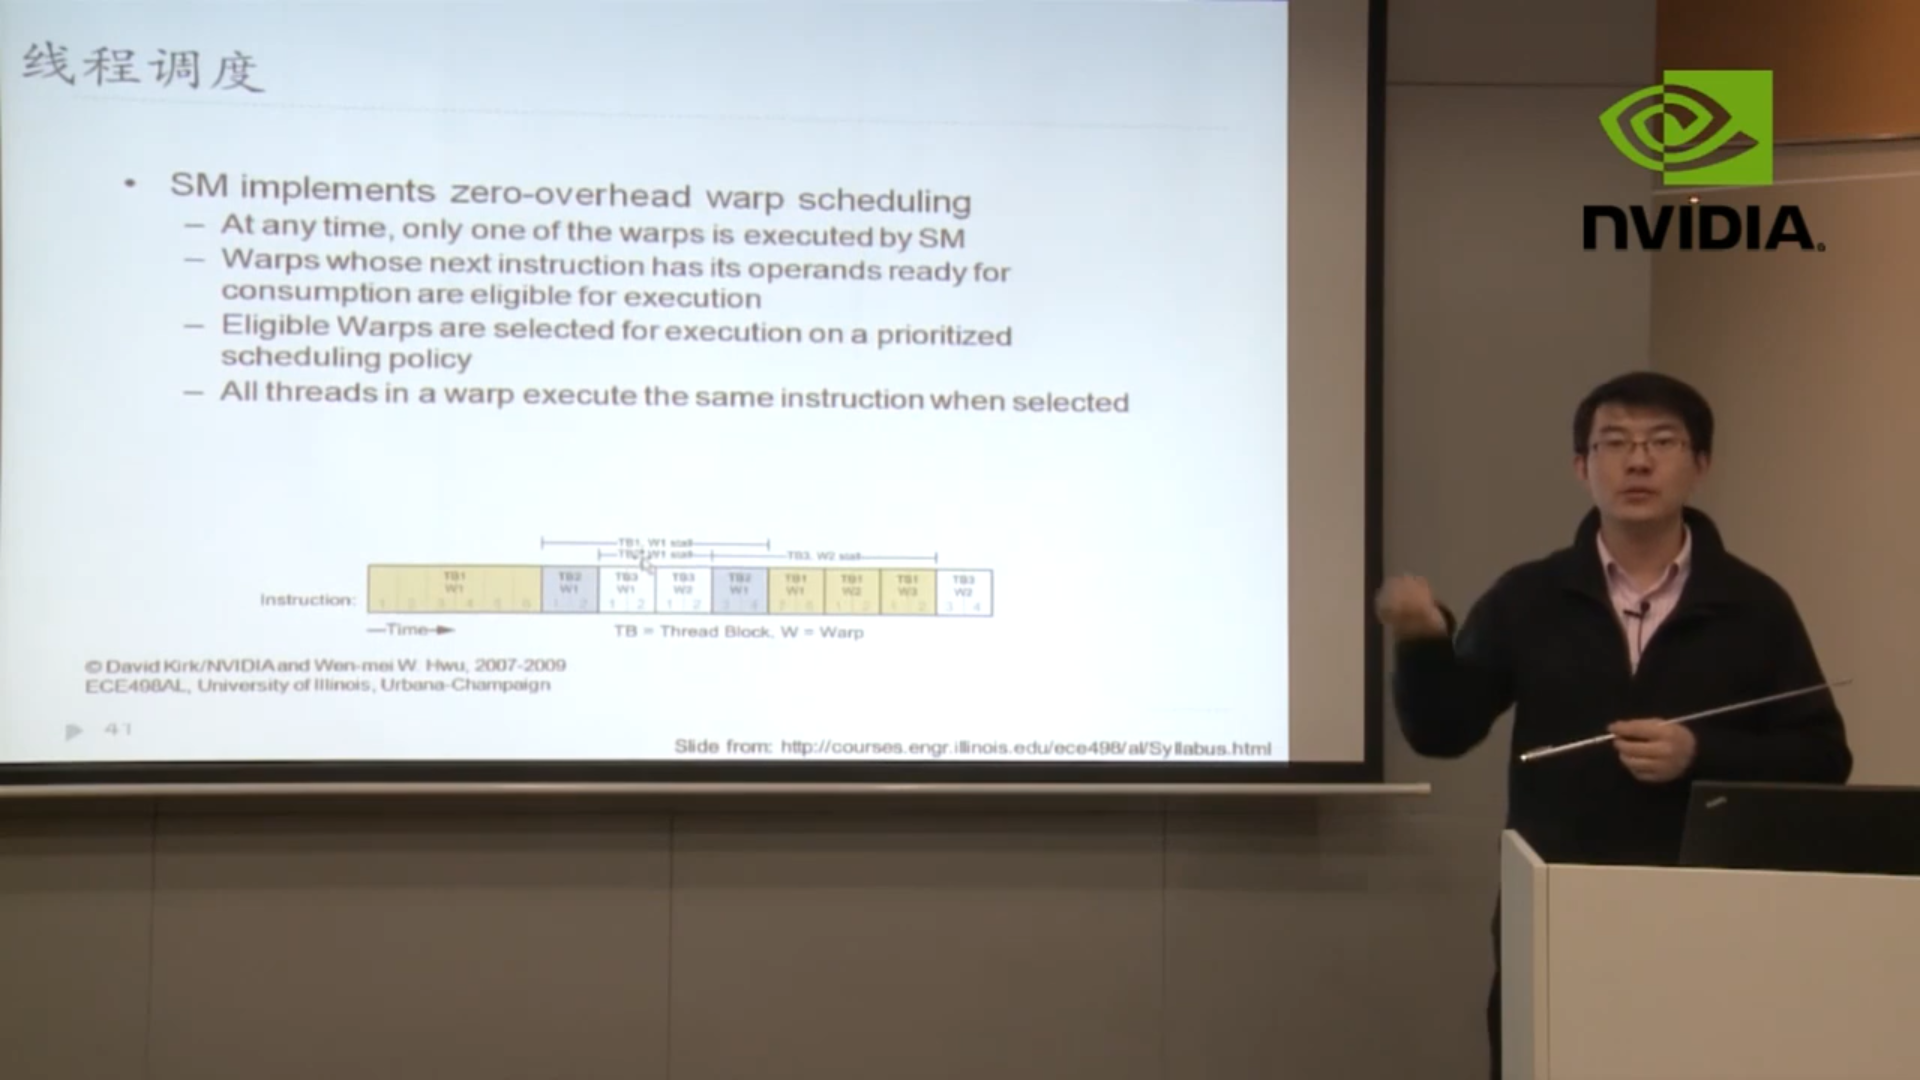 线程调度
• SM implements zero-overhead warp scheduling
– At any time, only one of the warps is executed by SM
– Warps whose next instruction has its operands ready for
consumption are eligible for execution
– Eligible Warps are selected for execution on a prioritized
scheduling policy
– All threads in a warp execute the same instruction when selected
TB1, W1 stall
TB2, W1 stall
TB3, W2 stall
TB1 TB2 TB3 TB3 TB2 TB1 TB1 TB1 TB3
W1 W1 W1 W2 W1 W1 W2 W3 W2
Instruction: 1 2 3 4 5 6 1 2 1 2 1 2 3 4 7 8 1 2 1 2 3 4
Time
TB = Thread Block, W = Warp
© David Kirk/NVIDIA and Wen-mei W. Hwu, 2007-2009
ECE498AL, University of Illinois, Urbana-Champaign
41
Slide from: http://courses.engr.illinois.edu/ece498/al/Syllabus.html
NVIDIA